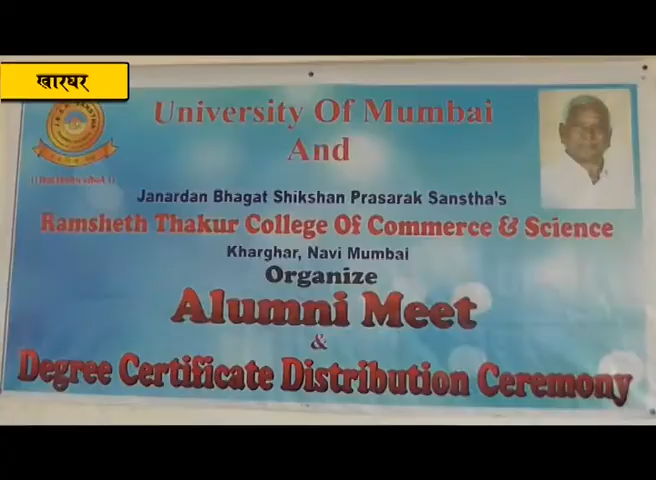 खारघर
University Of Mumbai
And
Janardan Bhagat Shikshan Prasarak Sanstha's
Ramsheth Thakur College Of Commerce & Science
Kharghar, Navi Mumbai
Organize
Alumni Meet
&
Degree Certificate Distribution Ceremony